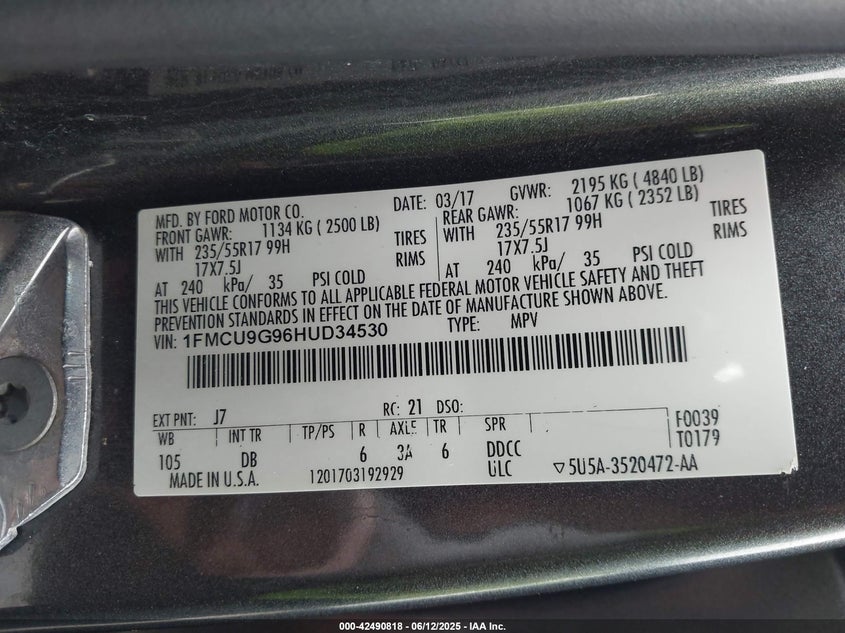 MFD. BY FORD MOTOR CO. DATE: 03/17 GVWR: 2195 KG ( 4840 LB)
FRONT GAWR: 1134 KG ( 2500 LB) REAR GAWR: 1067 KG ( 2352 LB)
WITH 235/55R17 99H TIRES WITH 235/55R17 99H TIRES
17X7.5J RIMS 17X7.5J RIMS
AT 240 kPa/ 35 PSI COLD AT 240 kPa/ 35 PSI COLD
THIS VEHICLE CONFORMS TO ALL APPLICABLE FEDERAL MOTOR VEHICLE SAFETY AND THEFT
PREVENTION STANDARDS IN EFFECT ON THE DATE OF MANUFACTURE SHOWN ABOVE.
VIN: 1FMCU9G96HUD34530 TYPE: MPV
EXT PNT: J7 RC: 21 DSO: F0039
WB INT TR TP/PS R AXLE TR SPR T0179
105 DB 6 3A 6 DDCC
MADE IN U.S.A. 1201703192929 ULC ▽5U5A-3520472-AA
000-42490818 - 06/12/2025 - IAA Inc.